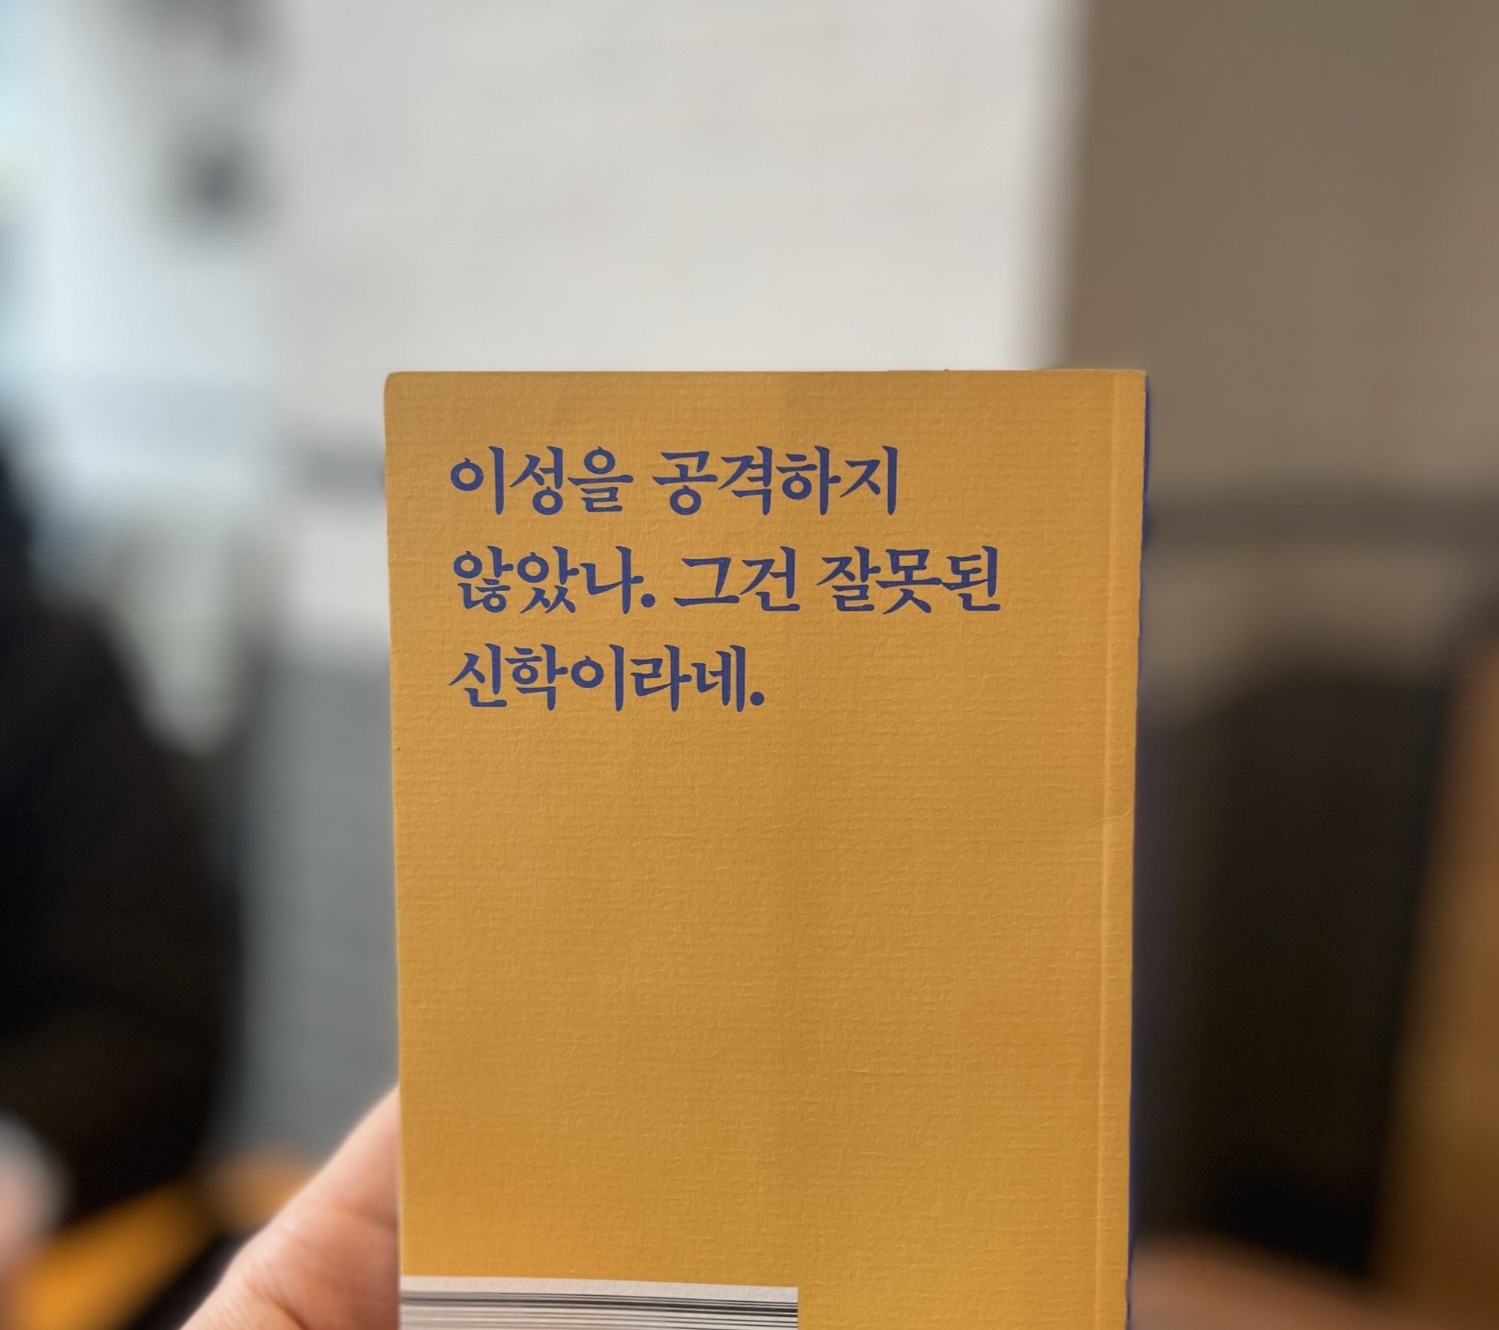 이성을 공격하지
않았나. 그건 잘못된
신학이라네.